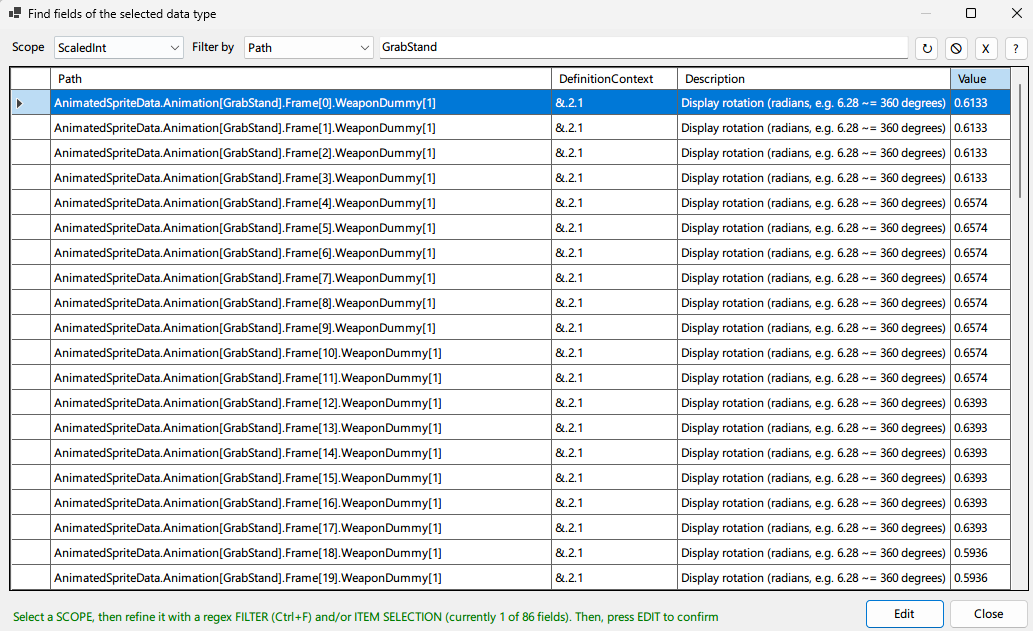 Find fields of the selected data type
Scope ScaledInt Filter by Path GrabStand ↻ X ?
Path DefinitionContext Description Value
AnimatedSpriteData.Animation[GrabStand].Frame[0].WeaponDummy[1] &.2.1 Display rotation (radians, e.g. 6.28 ~= 360 degrees) 0.6133
AnimatedSpriteData.Animation[GrabStand].Frame[1].WeaponDummy[1] &.2.1 Display rotation (radians, e.g. 6.28 ~= 360 degrees) 0.6133
AnimatedSpriteData.Animation[GrabStand].Frame[2].WeaponDummy[1] &.2.1 Display rotation (radians, e.g. 6.28 ~= 360 degrees) 0.6133
AnimatedSpriteData.Animation[GrabStand].Frame[3].WeaponDummy[1] &.2.1 Display rotation (radians, e.g. 6.28 ~= 360 degrees) 0.6133
AnimatedSpriteData.Animation[GrabStand].Frame[4].WeaponDummy[1] &.2.1 Display rotation (radians, e.g. 6.28 ~= 360 degrees) 0.6574
AnimatedSpriteData.Animation[GrabStand].Frame[5].WeaponDummy[1] &.2.1 Display rotation (radians, e.g. 6.28 ~= 360 degrees) 0.6574
AnimatedSpriteData.Animation[GrabStand].Frame[6].WeaponDummy[1] &.2.1 Display rotation (radians, e.g. 6.28 ~= 360 degrees) 0.6574
AnimatedSpriteData.Animation[GrabStand].Frame[7].WeaponDummy[1] &.2.1 Display rotation (radians, e.g. 6.28 ~= 360 degrees) 0.6574
AnimatedSpriteData.Animation[GrabStand].Frame[8].WeaponDummy[1] &.2.1 Display rotation (radians, e.g. 6.28 ~= 360 degrees) 0.6574
AnimatedSpriteData.Animation[GrabStand].Frame[9].WeaponDummy[1] &.2.1 Display rotation (radians, e.g. 6.28 ~= 360 degrees) 0.6574
AnimatedSpriteData.Animation[GrabStand].Frame[10].WeaponDummy[1] &.2.1 Display rotation (radians, e.g. 6.28 ~= 360 degrees) 0.6574
AnimatedSpriteData.Animation[GrabStand].Frame[11].WeaponDummy[1] &.2.1 Display rotation (radians, e.g. 6.28 ~= 360 degrees) 0.6574
AnimatedSpriteData.Animation[GrabStand].Frame[12].WeaponDummy[1] &.2.1 Display rotation (radians, e.g. 6.28 ~= 360 degrees) 0.6393
AnimatedSpriteData.Animation[GrabStand].Frame[13].WeaponDummy[1] &.2.1 Display rotation (radians, e.g. 6.28 ~= 360 degrees) 0.6393
AnimatedSpriteData.Animation[GrabStand].Frame[14].WeaponDummy[1] &.2.1 Display rotation (radians, e.g. 6.28 ~= 360 degrees) 0.6393
AnimatedSpriteData.Animation[GrabStand].Frame[15].WeaponDummy[1] &.2.1 Display rotation (radians, e.g. 6.28 ~= 360 degrees) 0.6393
AnimatedSpriteData.Animation[GrabStand].Frame[16].WeaponDummy[1] &.2.1 Display rotation (radians, e.g. 6.28 ~= 360 degrees) 0.6393
AnimatedSpriteData.Animation[GrabStand].Frame[17].WeaponDummy[1] &.2.1 Display rotation (radians, e.g. 6.28 ~= 360 degrees) 0.6393
AnimatedSpriteData.Animation[GrabStand].Frame[18].WeaponDummy[1] &.2.1 Display rotation (radians, e.g. 6.28 ~= 360 degrees) 0.5936
AnimatedSpriteData.Animation[GrabStand].Frame[19].WeaponDummy[1] &.2.1 Display rotation (radians, e.g. 6.28 ~= 360 degrees) 0.5936
Select a SCOPE, then refine it with a regex FILTER (Ctrl+F) and/or ITEM SELECTION (currently 1 of 86 fields). Then, press EDIT to confirm Edit Close